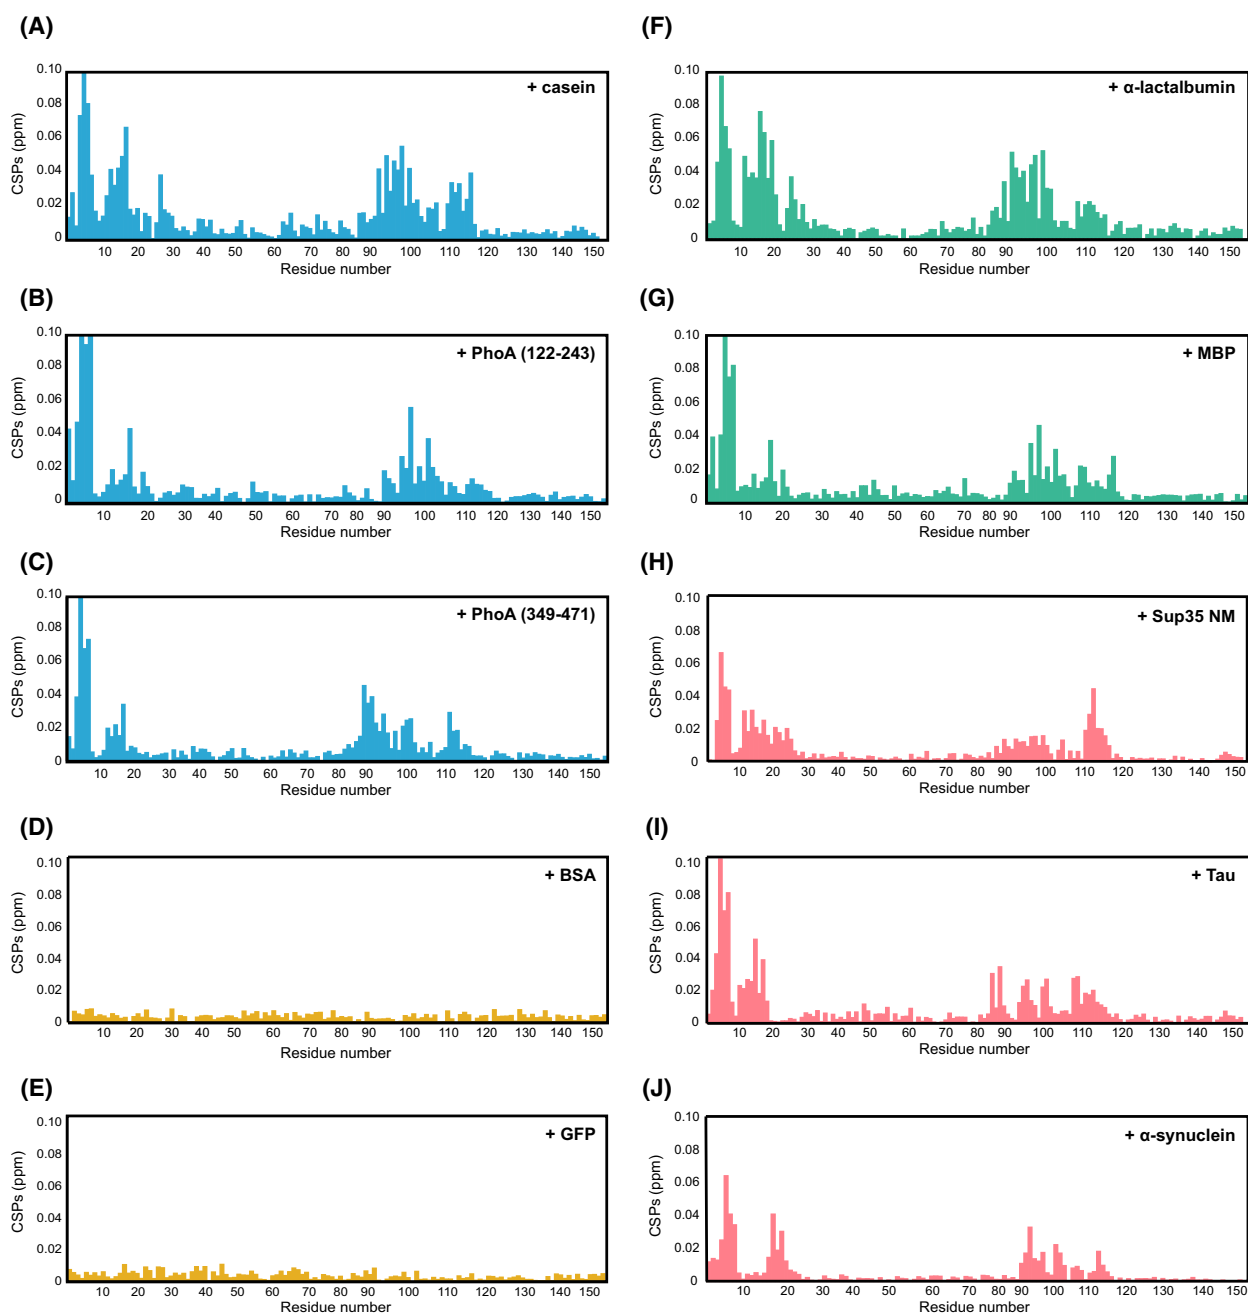 (A)
0.10
0.08
0.06
0.04
0.02
0
CSPs (ppm)
+ casein
10 20 30 40 50 60 70 80 90 100 110 120 130 140 150
Residue number
(B)
0.10
0.08
0.06
0.04
0.02
0
CSPs (ppm)
+ PhoA (122-243)
10 20 30 40 50 60 70 80 90 100 110 120 130 140 150
Residue number
(C)
0.10
0.08
0.06
0.04
0.02
0
CSPs (ppm)
+ PhoA (349-471)
10 20 30 40 50 60 70 80 90 100 110 120 130 140 150
Residue number
(D)
0.10
0.08
0.06
0.04
0.02
0
CSPs (ppm)
+ BSA
10 20 30 40 50 60 70 80 90 100 110 120 130 140 150
Residue number
(E)
0.10
0.08
0.06
0.04
0.02
0
CSPs (ppm)
+ GFP
10 20 30 40 50 60 70 80 90 100 110 120 130 140 150
Residue number
(F)
0.10
0.08
0.06
0.04
0.02
0
CSPs (ppm)
+ α-lactalbumin
10 20 30 40 50 60 70 80 90 100 110 120 130 140 150
Residue number
(G)
0.10
0.08
0.06
0.04
0.02
0
CSPs (ppm)
+ MBP
10 20 30 40 50 60 70 80 90 100 110 120 130 140 150
Residue number
(H)
0.10
0.08
0.06
0.04
0.02
0
CSPs (ppm)
+ Sup35 NM
10 20 30 40 50 60 70 80 90 100 110 120 130 140 150
Residue number
(I)
0.10
0.08
0.06
0.04
0.02
0
CSPs (ppm)
+ Tau
10 20 30 40 50 60 70 80 90 100 110 120 130 140 150
Residue number
(J)
0.10
0.08
0.06
0.04
0.02
0
CSPs (ppm)
+ α-synuclein
10 20 30 40 50 60 70 80 90 100 110 120 130 140 150
Residue number